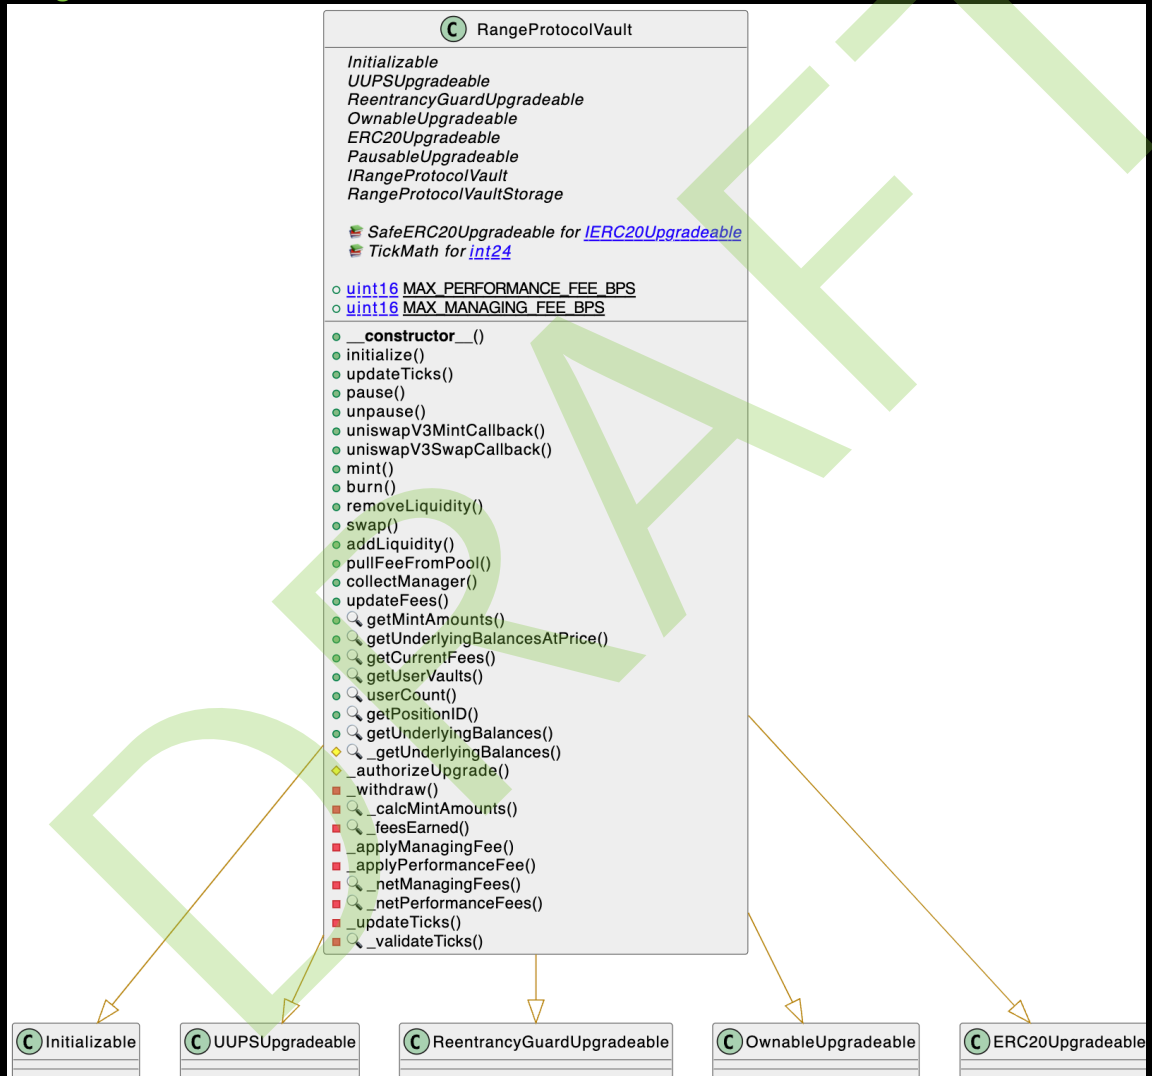 C RangeProtocolVault
Initializable
UUPSUpgradeable
ReentrancyGuardUpgradeable
OwnableUpgradeable
ERC20Upgradeable
PausableUpgradeable
IRangeProtocolVault
RangeProtocolVaultStorage
SafeERC20Upgradeable for IERC20Upgradeable
TickMath for int24
uint16 MAX_PERFORMANCE_FEE_BPS
uint16 MAX_MANAGING_FEE_BPS
__constructor__()
initialize()
updateTicks()
pause()
unpause()
uniswapV3MintCallback()
uniswapV3SwapCallback()
mint()
burn()
removeLiquidity()
swap()
addLiquidity()
pullFeeFromPool()
collectManager()
updateFees()
getMintAmounts()
getUnderlyingBalancesAtPrice()
getCurrentFees()
getUserVaults()
userCount()
getPositionID()
getUnderlyingBalances()
_getUnderlyingBalances()
_authorizeUpgrade()
_withdraw()
_calcMintAmounts()
_feesEarned()
_applyManagingFee()
_applyPerformanceFee()
_netManagingFees()
_netPerformanceFees()
_updateTicks()
_validateTicks()
C Initializable
C UUPSUpgradeable
C ReentrancyGuardUpgradeable
C OwnableUpgradeable
C ERC20Upgradeable
DRAFT